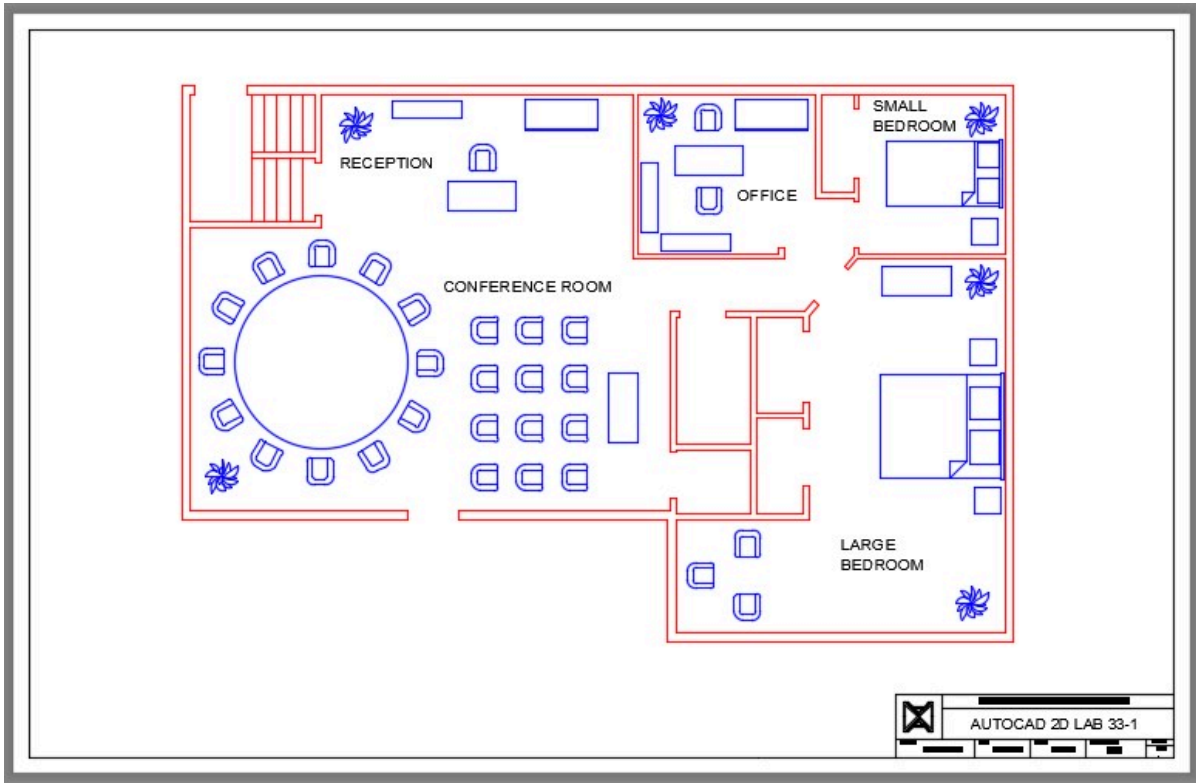 SMALL
BEDROOM
RECEPTION
OFFICE
CONFERENCE ROOM
LARGE
BEDROOM
AUTOCAD 2D LAB 33-1